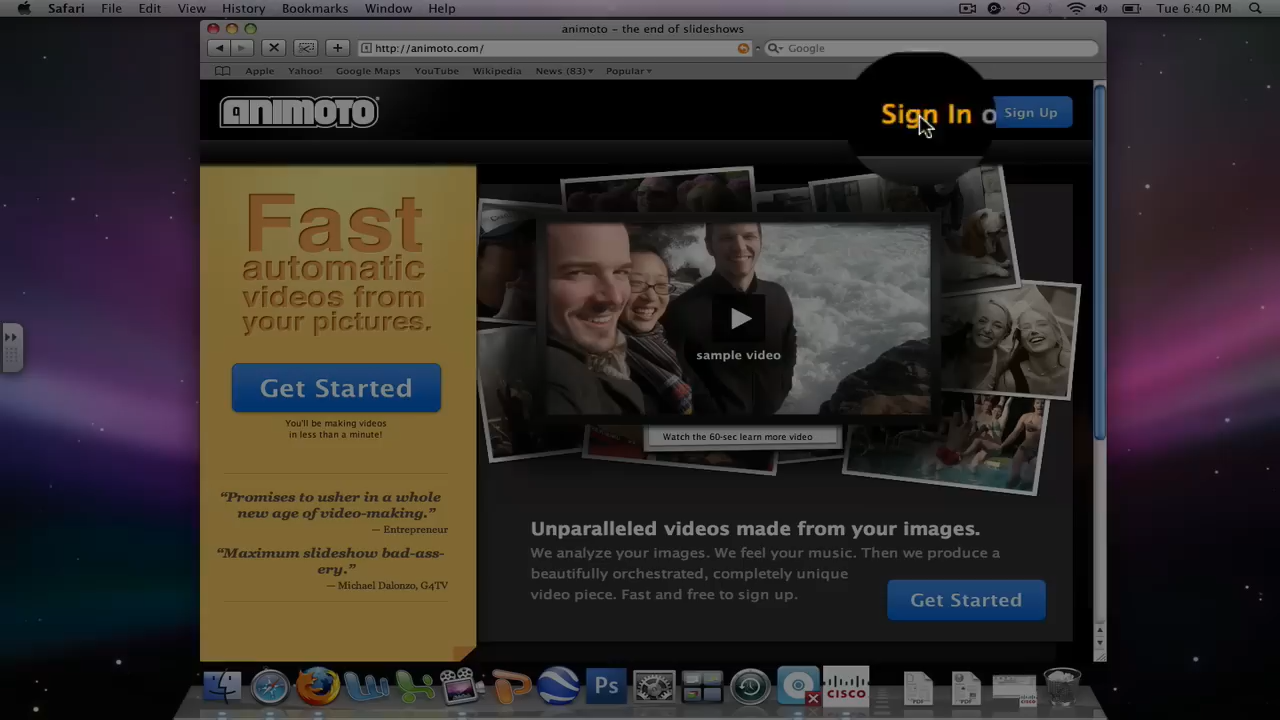 Safari File Edit View History Bookmarks Window Help Tue 6:40 PM
animoto – the end of slideshows
http://animoto.com/ Google
Apple Yahoo! Google Maps YouTube Wikipedia News (83) Popular
ANIMOTO
Sign In o Sign Up
Fast
automatic
videos from
your pictures.
Get Started
You'll be making videos
in less than a minute!
“Promises to usher in a whole
new age of video-making.”
— Entrepreneur
“Maximum slideshow bad-ass-
ery.”
— Michael Dalonzo, G4TV
sample video
Watch the 60-sec learn more video
Unparalleled videos made from your images.
We analyze your images. We feel your music. Then we produce a
beautifully orchestrated, completely unique
video piece. Fast and free to sign up.
Get Started
Ps
CISCO